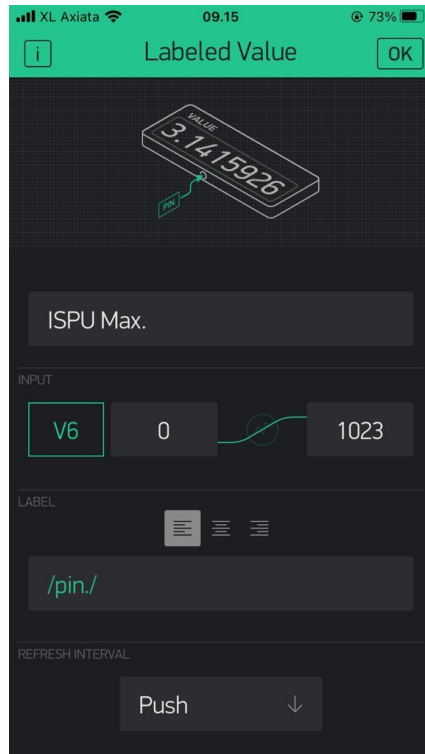 XL Axiata 09.15 73%
i Labeled Value OK
VALUE
3.1415926
PIN
ISPU Max.
INPUT
V6 0 1023
LABEL
/pin./
REFRESH INTERVAL
Push